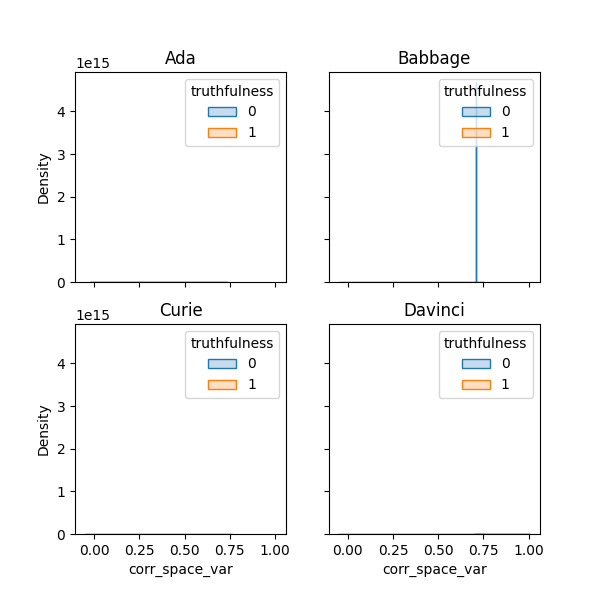 Ada
Babbage
1e15
truthfulness
0
1
truthfulness
0
1
Density
4
3
2
1
0
Curie
Davinci
1e15
truthfulness
0
1
truthfulness
0
1
Density
4
3
2
1
0
0.00 0.25 0.50 0.75 1.00
0.00 0.25 0.50 0.75 1.00
corr_space_var
corr_space_var